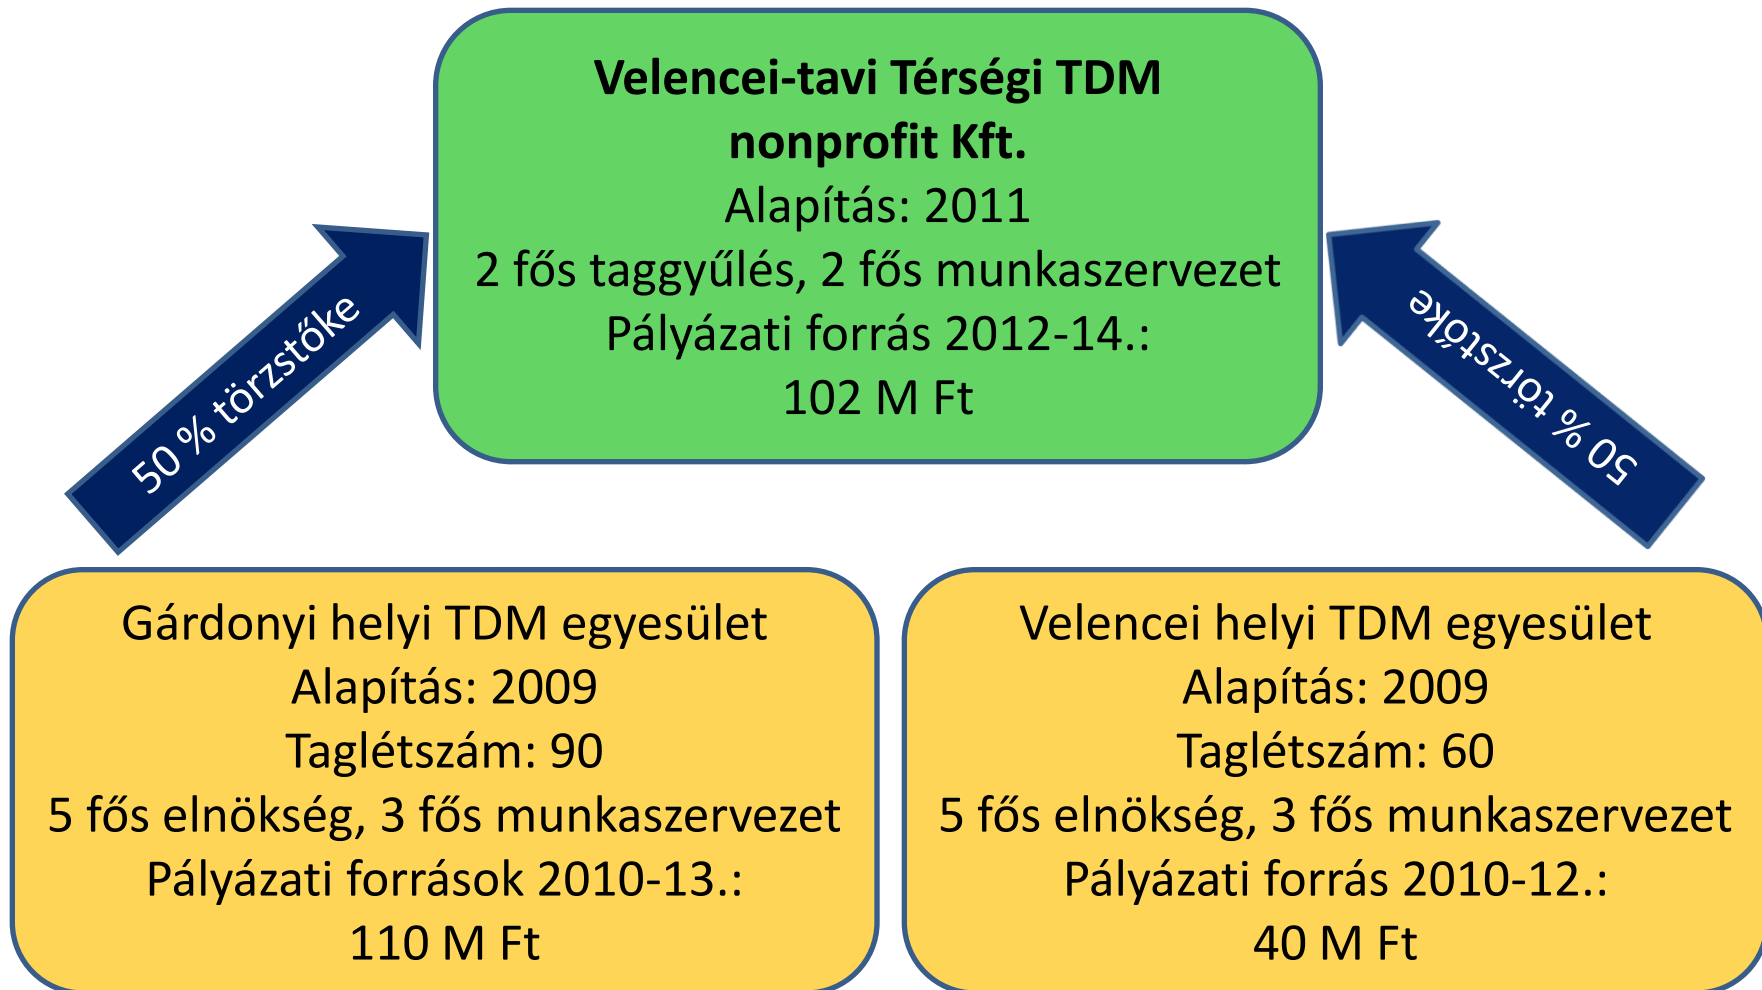 Velencei-tavi Térségi TDM
nonprofit Kft.
Alapítás: 2011
2 fős taggyűlés, 2 fős munkaszervezet
Pályázati forrás 2012-14.:
102 M Ft
50 % törzstőke
50 % törzstőke
Gárdonyi helyi TDM egyesület
Alapítás: 2009
Taglétszám: 90
5 fős elnökség, 3 fős munkaszervezet
Pályázati források 2010-13.:
110 M Ft
Velencei helyi TDM egyesület
Alapítás: 2009
Taglétszám: 60
5 fős elnökség, 3 fős munkaszervezet
Pályázati forrás 2010-12.:
40 M Ft